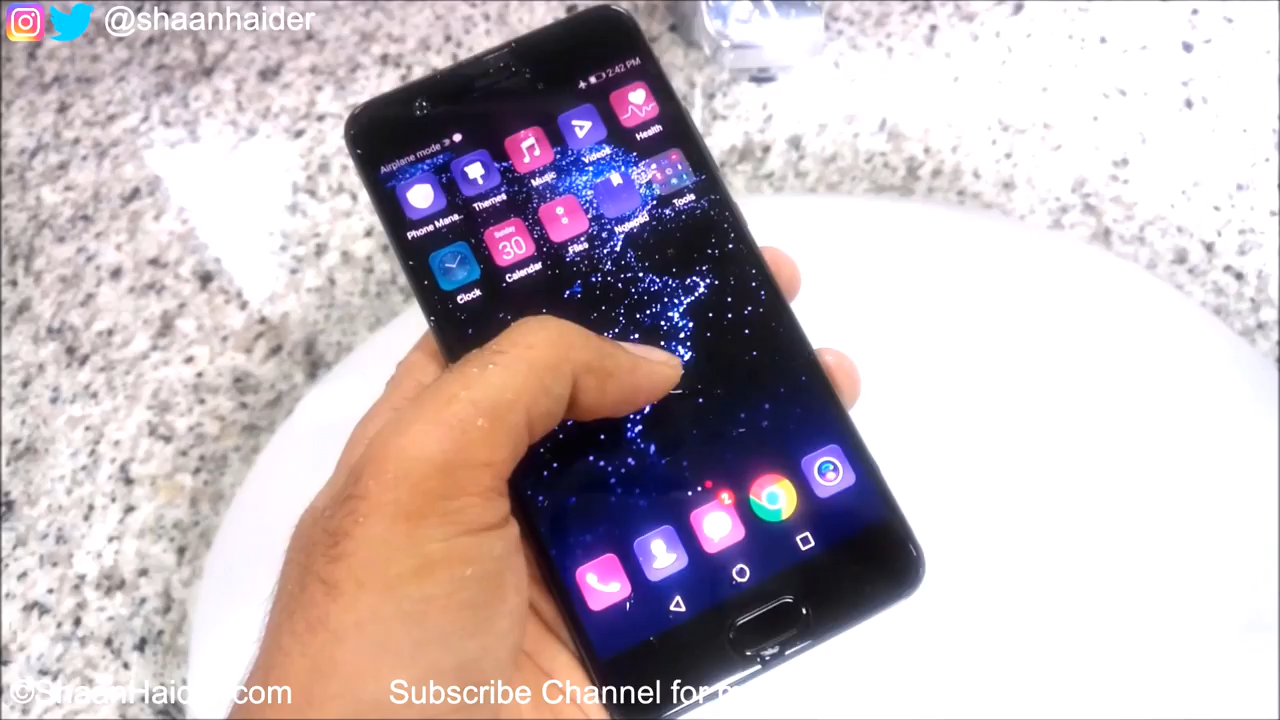 @shaanhaider
2:42 PM
Airplane mode
Health
Videos
Music
Themes
Phone Mana..
Tools
Notepad
Files
Sunday
30
Calendar
Clock
2
©ShaanHaider.com
Subscribe Channel for